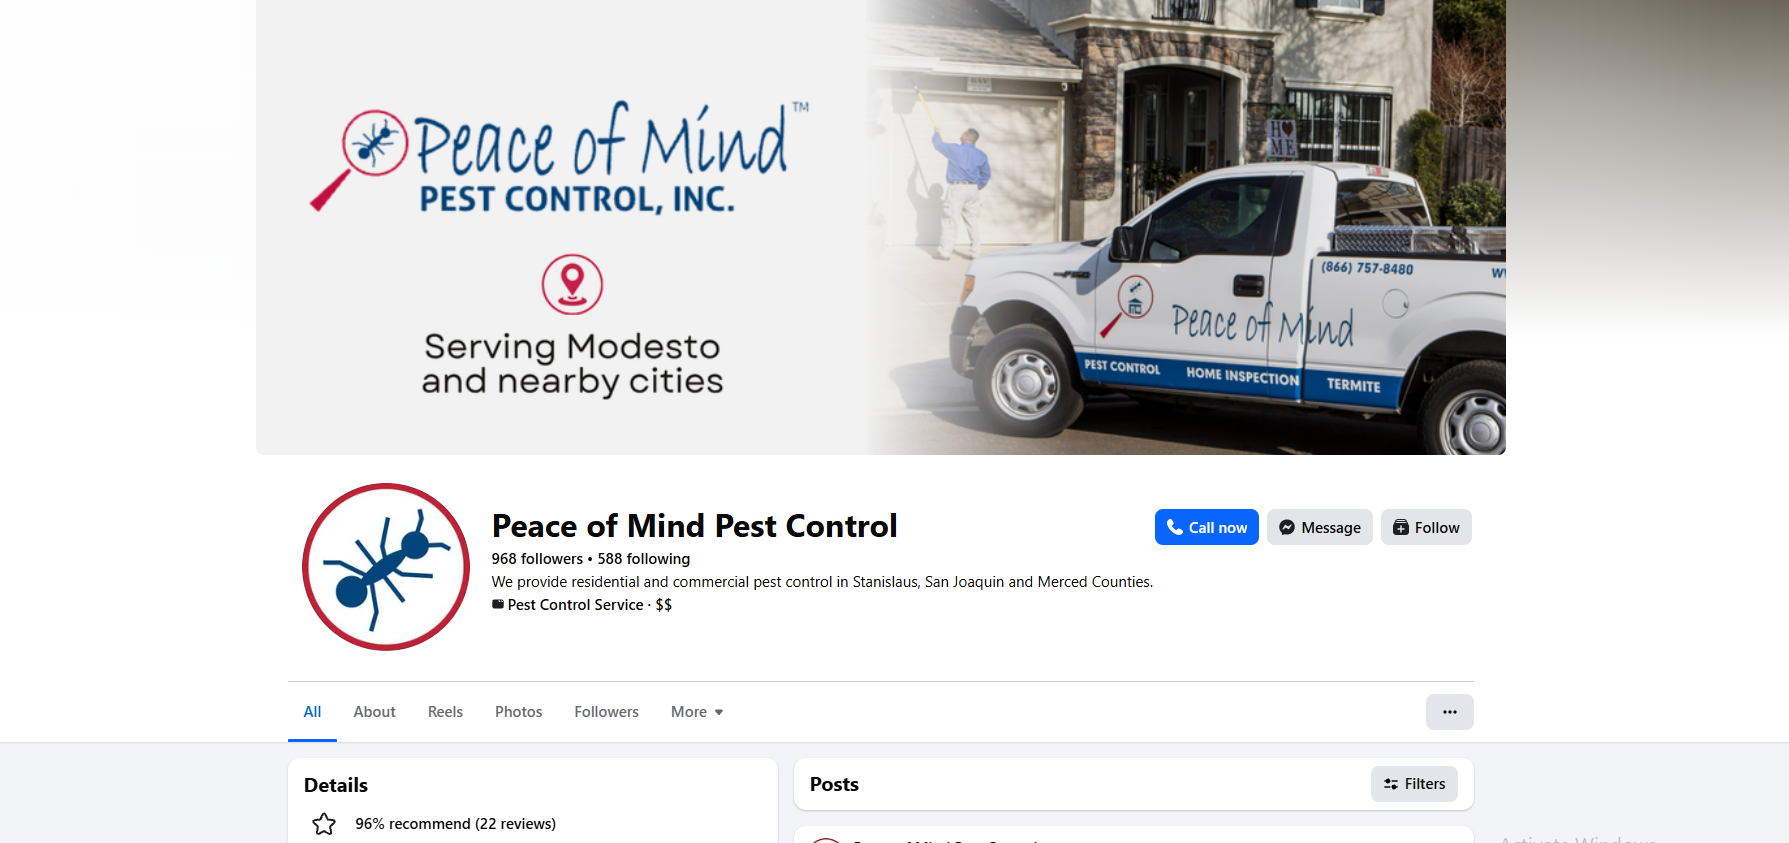 Peace of Mind™
PEST CONTROL, INC.
Serving Modesto
and nearby cities
HOME
(866) 757-8480
Peace of Mind
PEST CONTROL HOME INSPECTION TERMITE
Peace of Mind Pest Control
968 followers • 588 following
We provide residential and commercial pest control in Stanislaus, San Joaquin and Merced Counties.
Pest Control Service · $$
Call now
Message
Follow
All
About
Reels
Photos
Followers
More
Details
96% recommend (22 reviews)
Posts
Filters